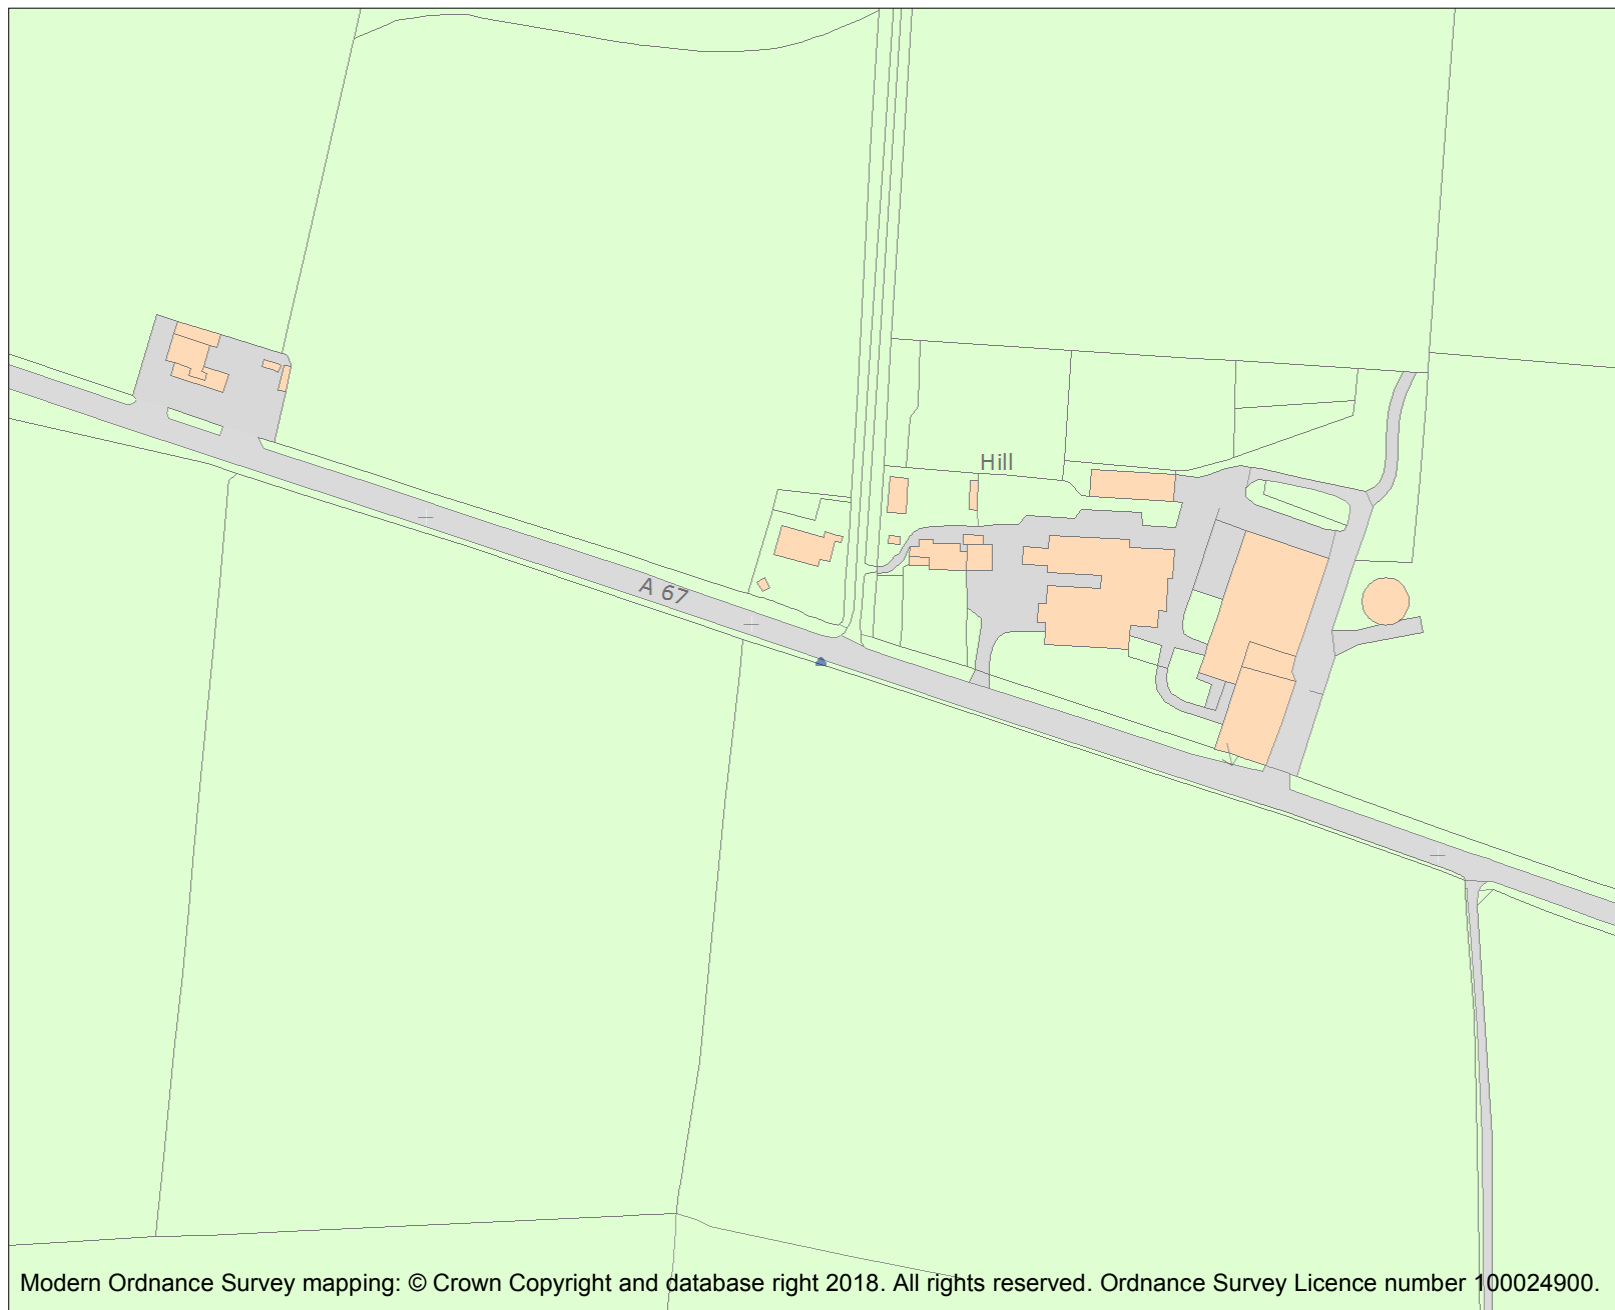 Hill
A 67
Modern Ordnance Survey mapping: © Crown Copyright and database right 2018. All rights reserved. Ordnance Survey Licence number 100024900.